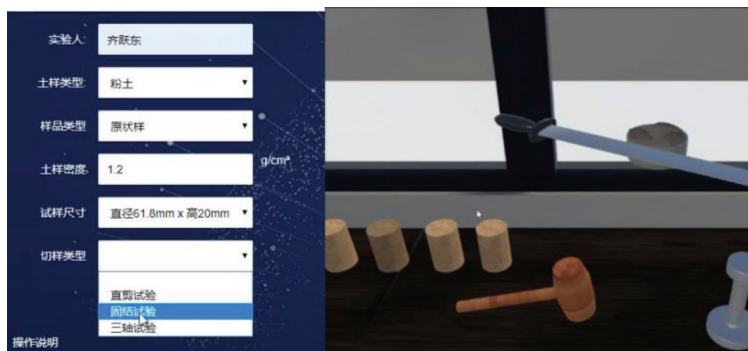 实验人: 齐跃东
土样类型: 粉土
样品类型 原状样
土样密度. 1.2 g/cm³
试样尺寸 直径61.8mm x 高20mm
切样类型
直剪试验
固结试验
三轴试验
操作说明